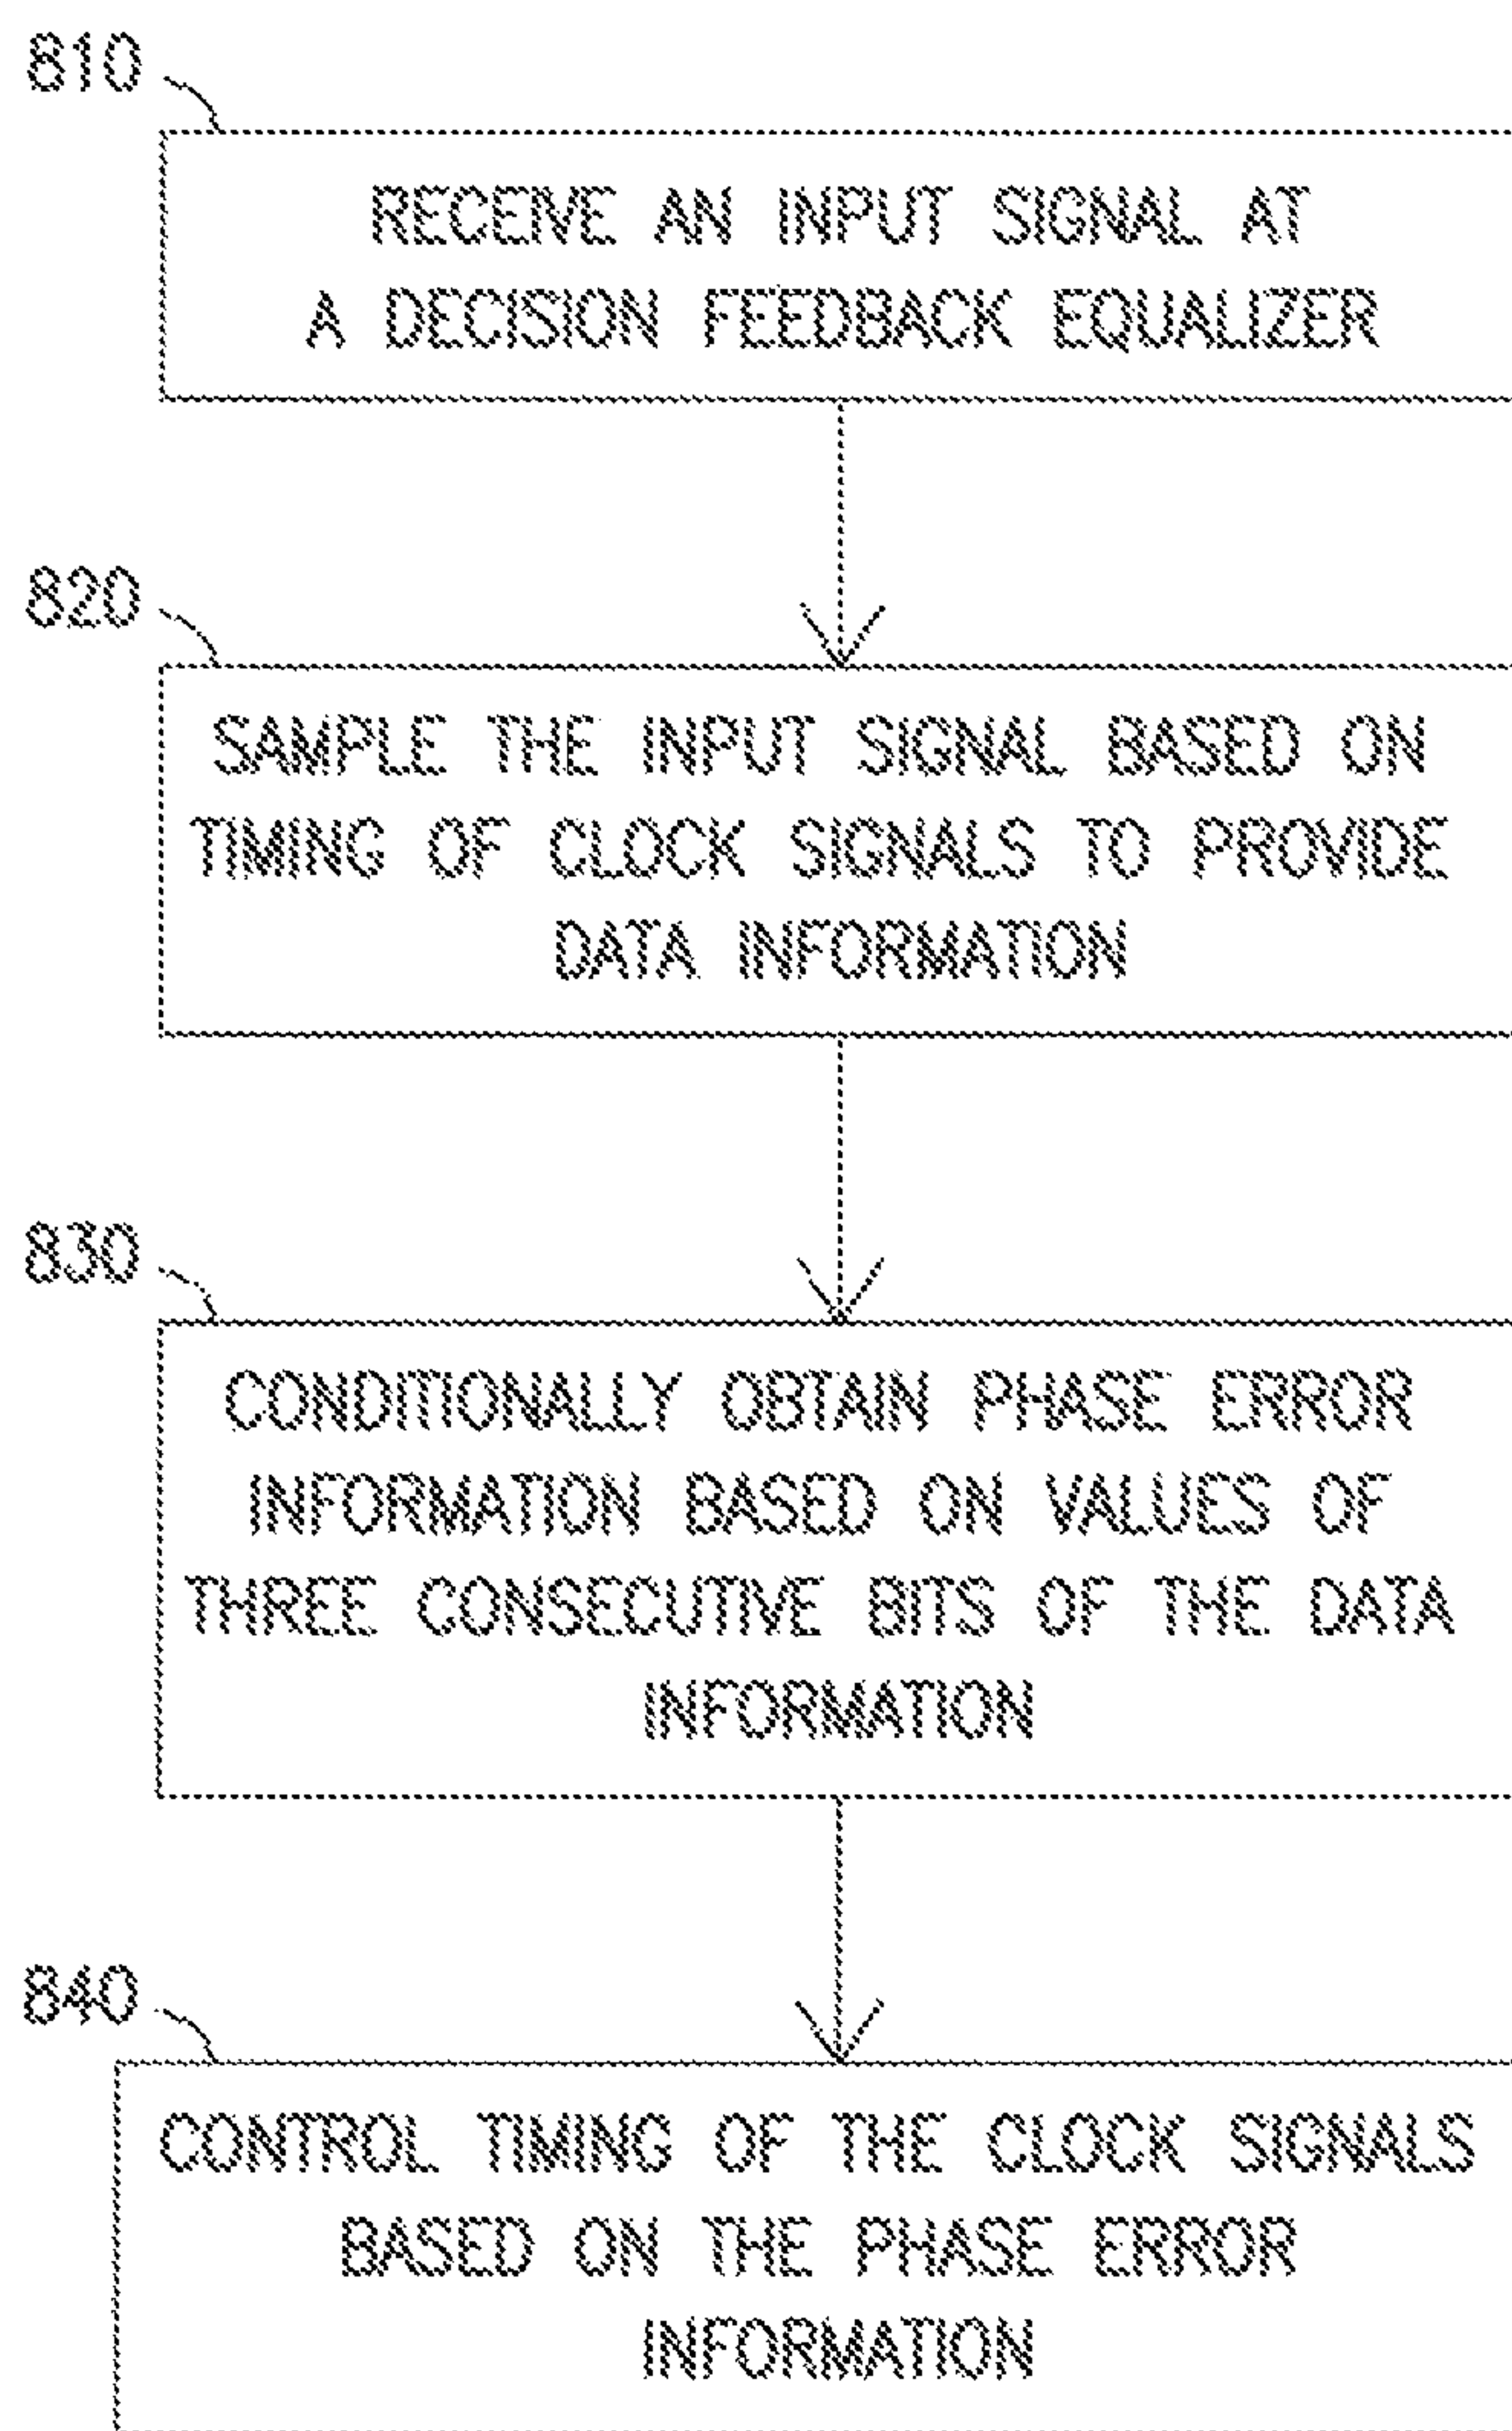 810
RECEIVE AN INPUT SIGNAL AT
A DECISION FEEDBACK EQUALIZER
820
SAMPLE THE INPUT SIGNAL BASED ON
TIMING OF CLOCK SIGNALS TO PROVIDE
DATA INFORMATION
830
CONDITIONALLY OBTAIN PHASE ERROR
INFORMATION BASED ON VALUES OF
THREE CONSECUTIVE BITS OF THE DATA
INFORMATION
840
CONTROL TIMING OF THE CLOCK SIGNALS
BASED ON THE PHASE ERROR
INFORMATION